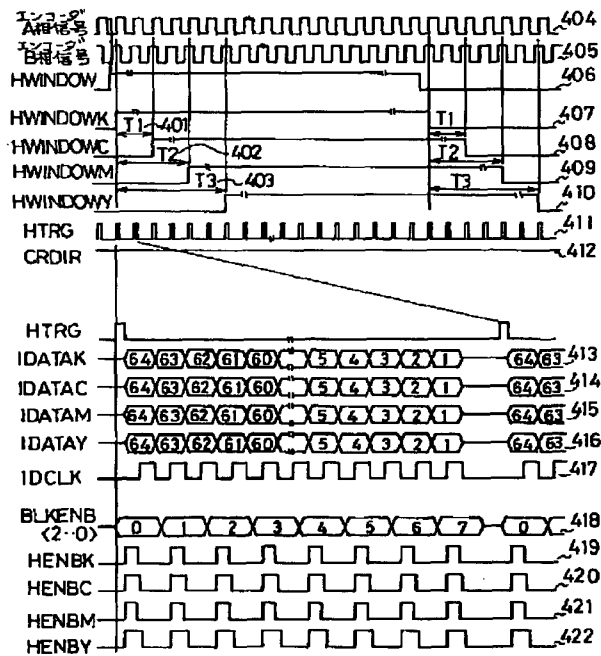 エンコーダ
A相信号 404
エンコーダ
B相信号 405
HWINDOW 406
HWINDOWK T1 401 T1 407
HWINDOWC T2 402 T2 408
HWINDOWM T3 403 T3 409
HWINDOWY 410
HTRG 411
CRDIR 412
HTRG
IDATAK 64 63 62 61 60 5 4 3 2 1 64 63 413
IDATAC 64 63 62 61 60 5 4 3 2 1 64 63 414
IDATAM 64 63 62 61 60 5 4 3 2 1 64 63 415
IDATAY 64 63 62 61 60 5 4 3 2 1 64 63 416
IDCLK 417
BLKENB
<2..0> 0 1 2 3 4 5 6 7 0 418
HENBK 419
HENBC 420
HENBM 421
HENBY 422